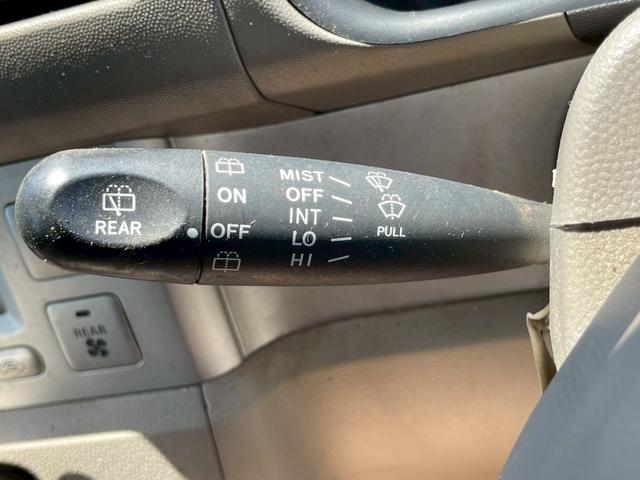 REAR
ON
OFF
MIST
OFF
INT
LO
HI
PULL
REAR